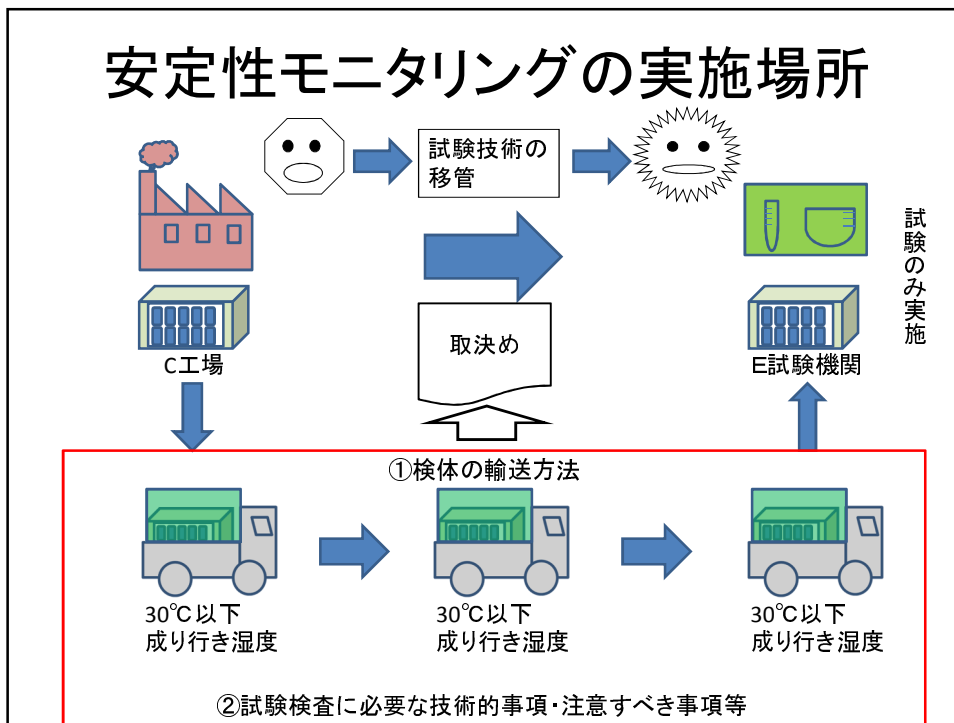 安定性モニタリングの実施場所
試験技術の
移管
試験のみ実施
取決め
C工場
E試験機関
①検体の輸送方法
30℃以下
成り行き湿度
30℃以下
成り行き湿度
30℃以下
成り行き湿度
②試験検査に必要な技術的事項・注意すべき事項等